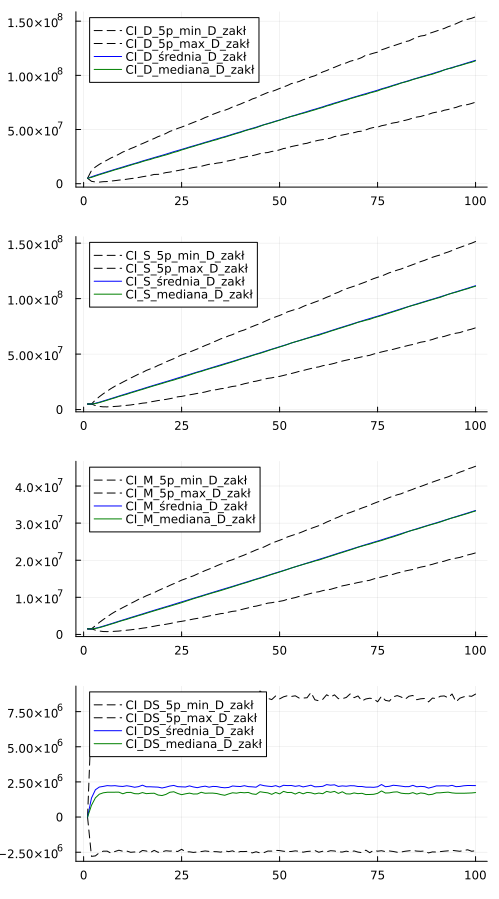 1.50×10⁸
1.00×10⁸
5.00×10⁷
0
CI_D_5p_min_D_zakł
CI_D_5p_max_D_zakł
CI_D_średnia_D_zakł
CI_D_mediana_D_zakł
0 25 50 75 100
1.50×10⁸
1.00×10⁸
5.00×10⁷
0
CI_S_5p_min_D_zakł
CI_S_5p_max_D_zakł
CI_S_średnia_D_zakł
CI_S_mediana_D_zakł
0 25 50 75 100
4.0×10⁷
3.0×10⁷
2.0×10⁷
1.0×10⁷
0
CI_M_5p_min_D_zakł
CI_M_5p_max_D_zakł
CI_M_średnia_D_zakł
CI_M_mediana_D_zakł
0 25 50 75 100
7.50×10⁶
5.00×10⁶
2.50×10⁶
0
−2.50×10⁶
CI_DS_5p_min_D_zakł
CI_DS_5p_max_D_zakł
CI_DS_średnia_D_zakł
CI_DS_mediana_D_zakł
0 25 50 75 100